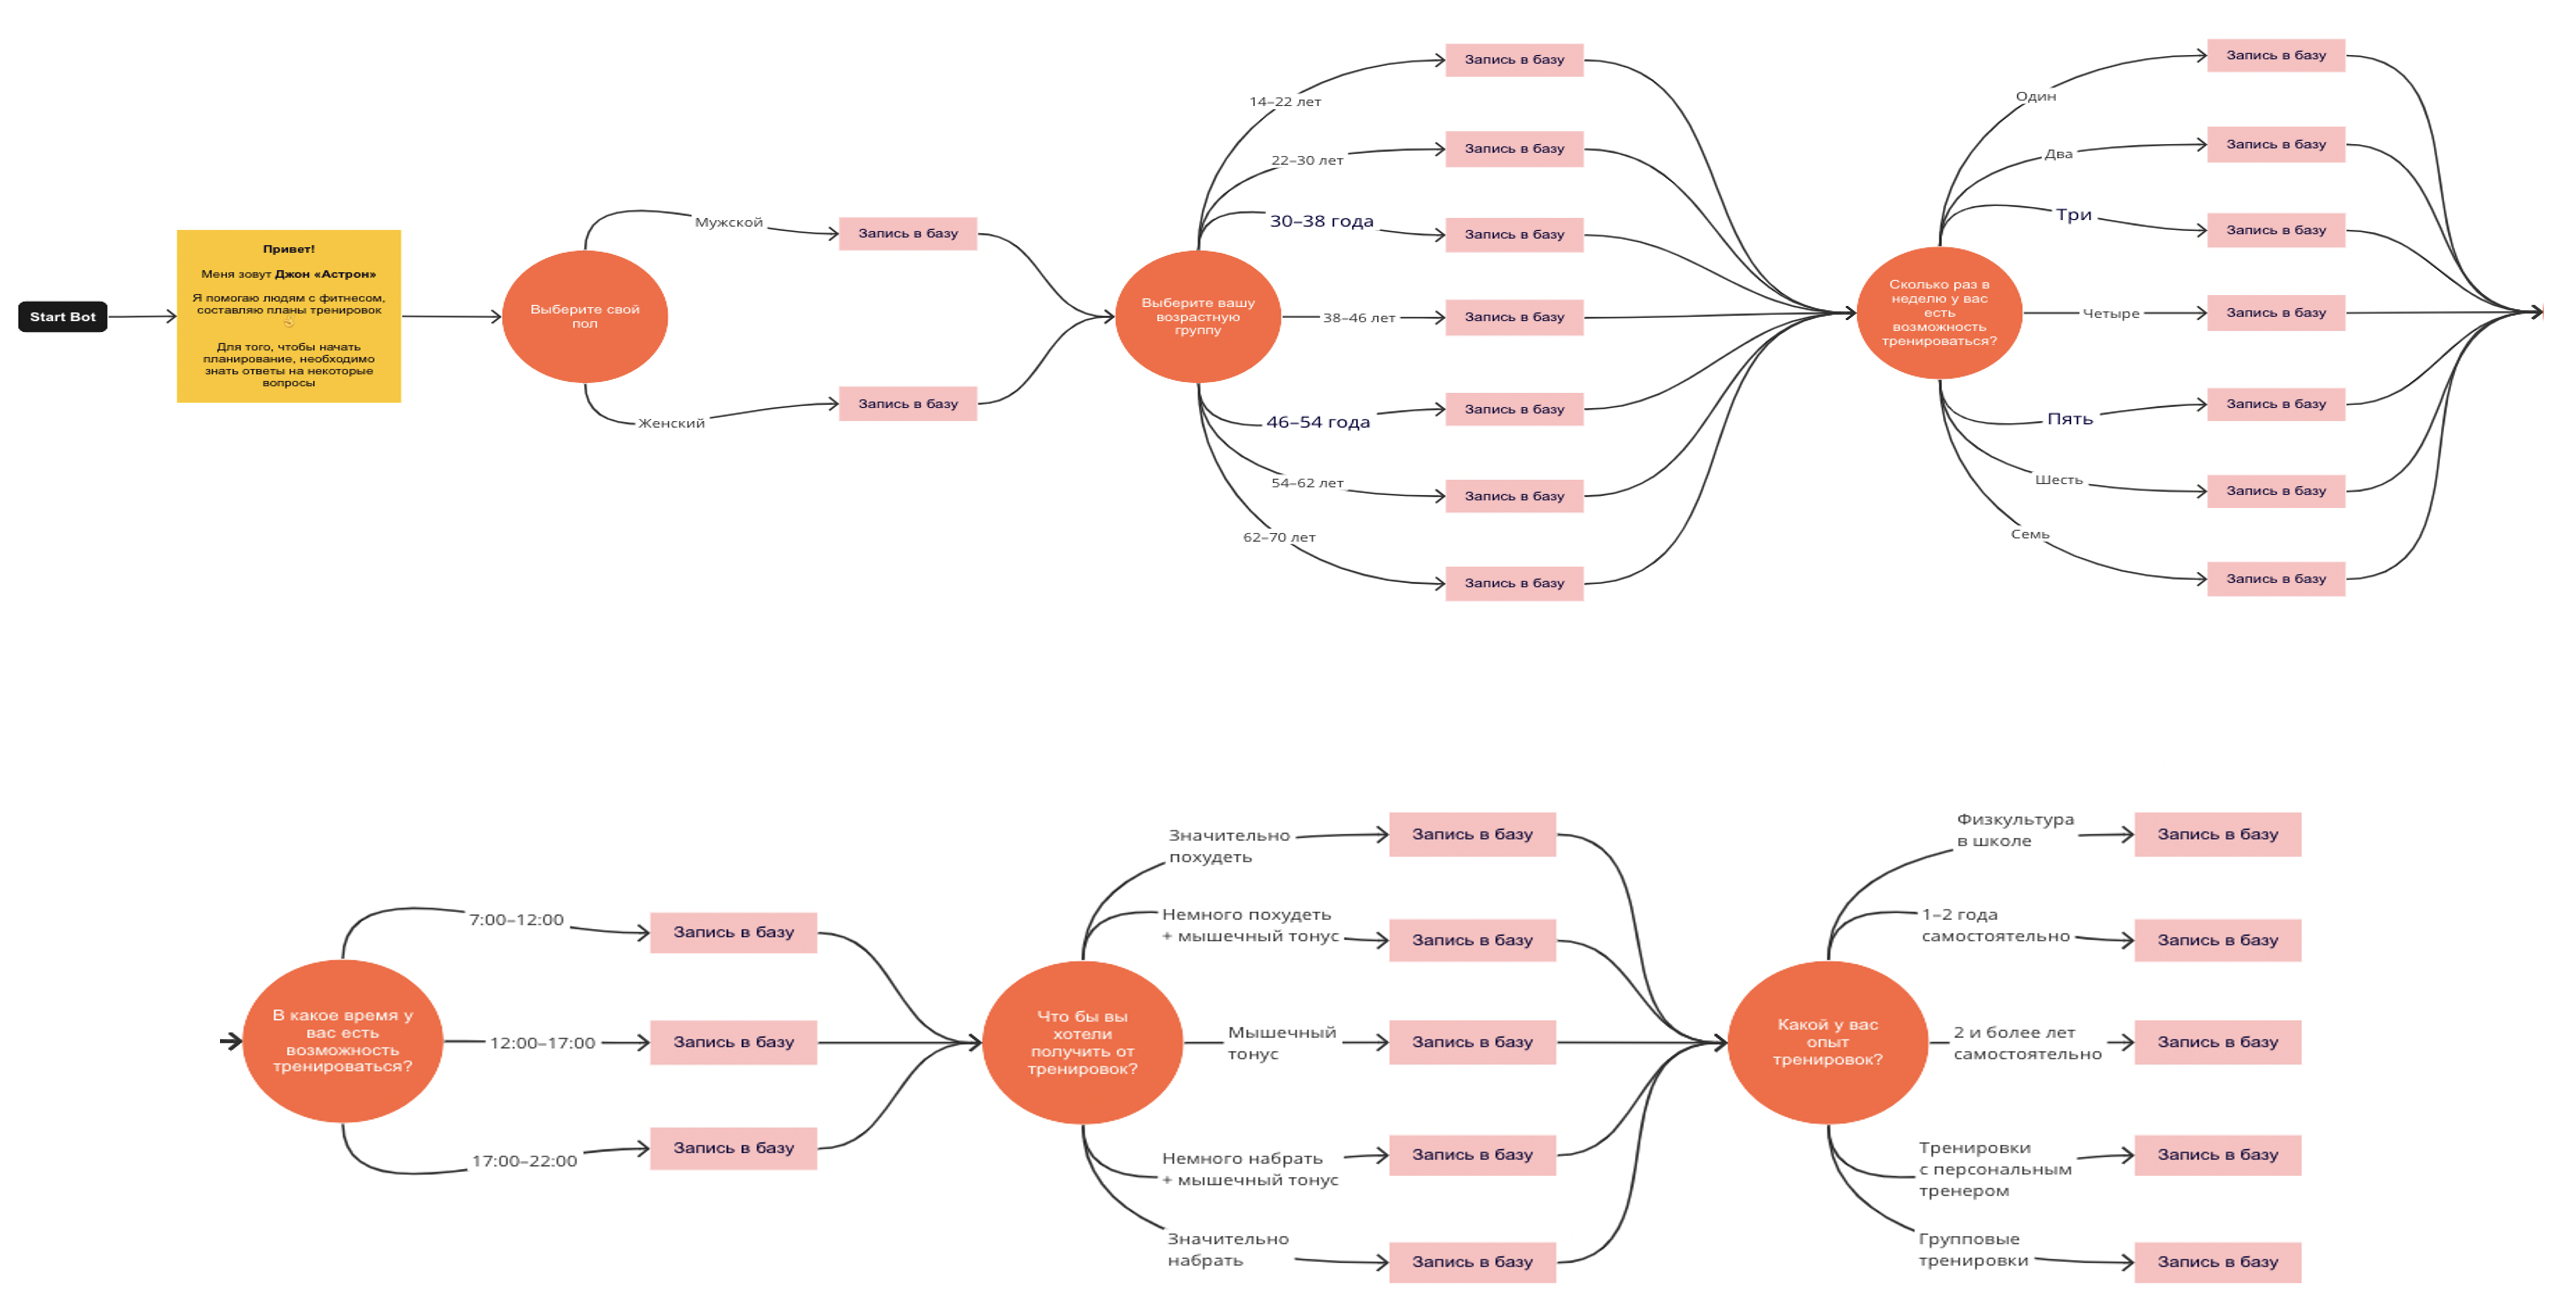 Start Bot
Привет!
Меня зовут Джон «Астрон»
Я помогаю людям с фитнесом,
составляю планы тренировок
✌
Для того, чтобы начать
планирование, необходимо
знать ответы на некоторые
вопросы
Выберите свой
пол
Мужской
Запись в базу
Женский
Запись в базу
Выберите вашу
возрастную
группу
14–22 лет
Запись в базу
22–30 лет
Запись в базу
30–38 года
Запись в базу
38–46 лет
Запись в базу
46–54 года
Запись в базу
54–62 лет
Запись в базу
62–70 лет
Запись в базу
Сколько раз в
неделю у вас
есть
возможность
тренироваться?
Один
Запись в базу
Два
Запись в базу
Три
Запись в базу
Четыре
Запись в базу
Пять
Запись в базу
Шесть
Запись в базу
Семь
Запись в базу
В какое время у
вас есть
возможность
тренироваться?
7:00–12:00
Запись в базу
12:00–17:00
Запись в базу
17:00–22:00
Запись в базу
Что бы вы
хотели
получить от
тренировок?
Значительно
похудеть
Запись в базу
Немного похудеть
+ мышечный тонус
Запись в базу
Мышечный
тонус
Запись в базу
Немного набрать
+ мышечный тонус
Запись в базу
Значительно
набрать
Запись в базу
Какой у вас
опыт
тренировок?
Физкультура
в школе
Запись в базу
1–2 года
самостоятельно
Запись в базу
2 и более лет
самостоятельно
Запись в базу
Тренировки
с персональным
тренером
Запись в базу
Групповые
тренировки
Запись в базу